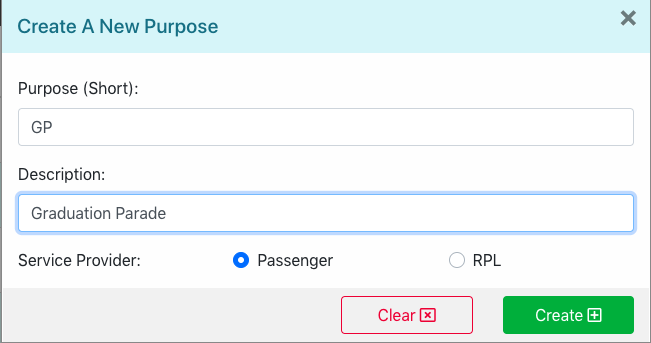 Create A New Purpose
Purpose (Short):
GP
Description:
Graduation Parade
Service Provider: Passenger RPL
Clear Create